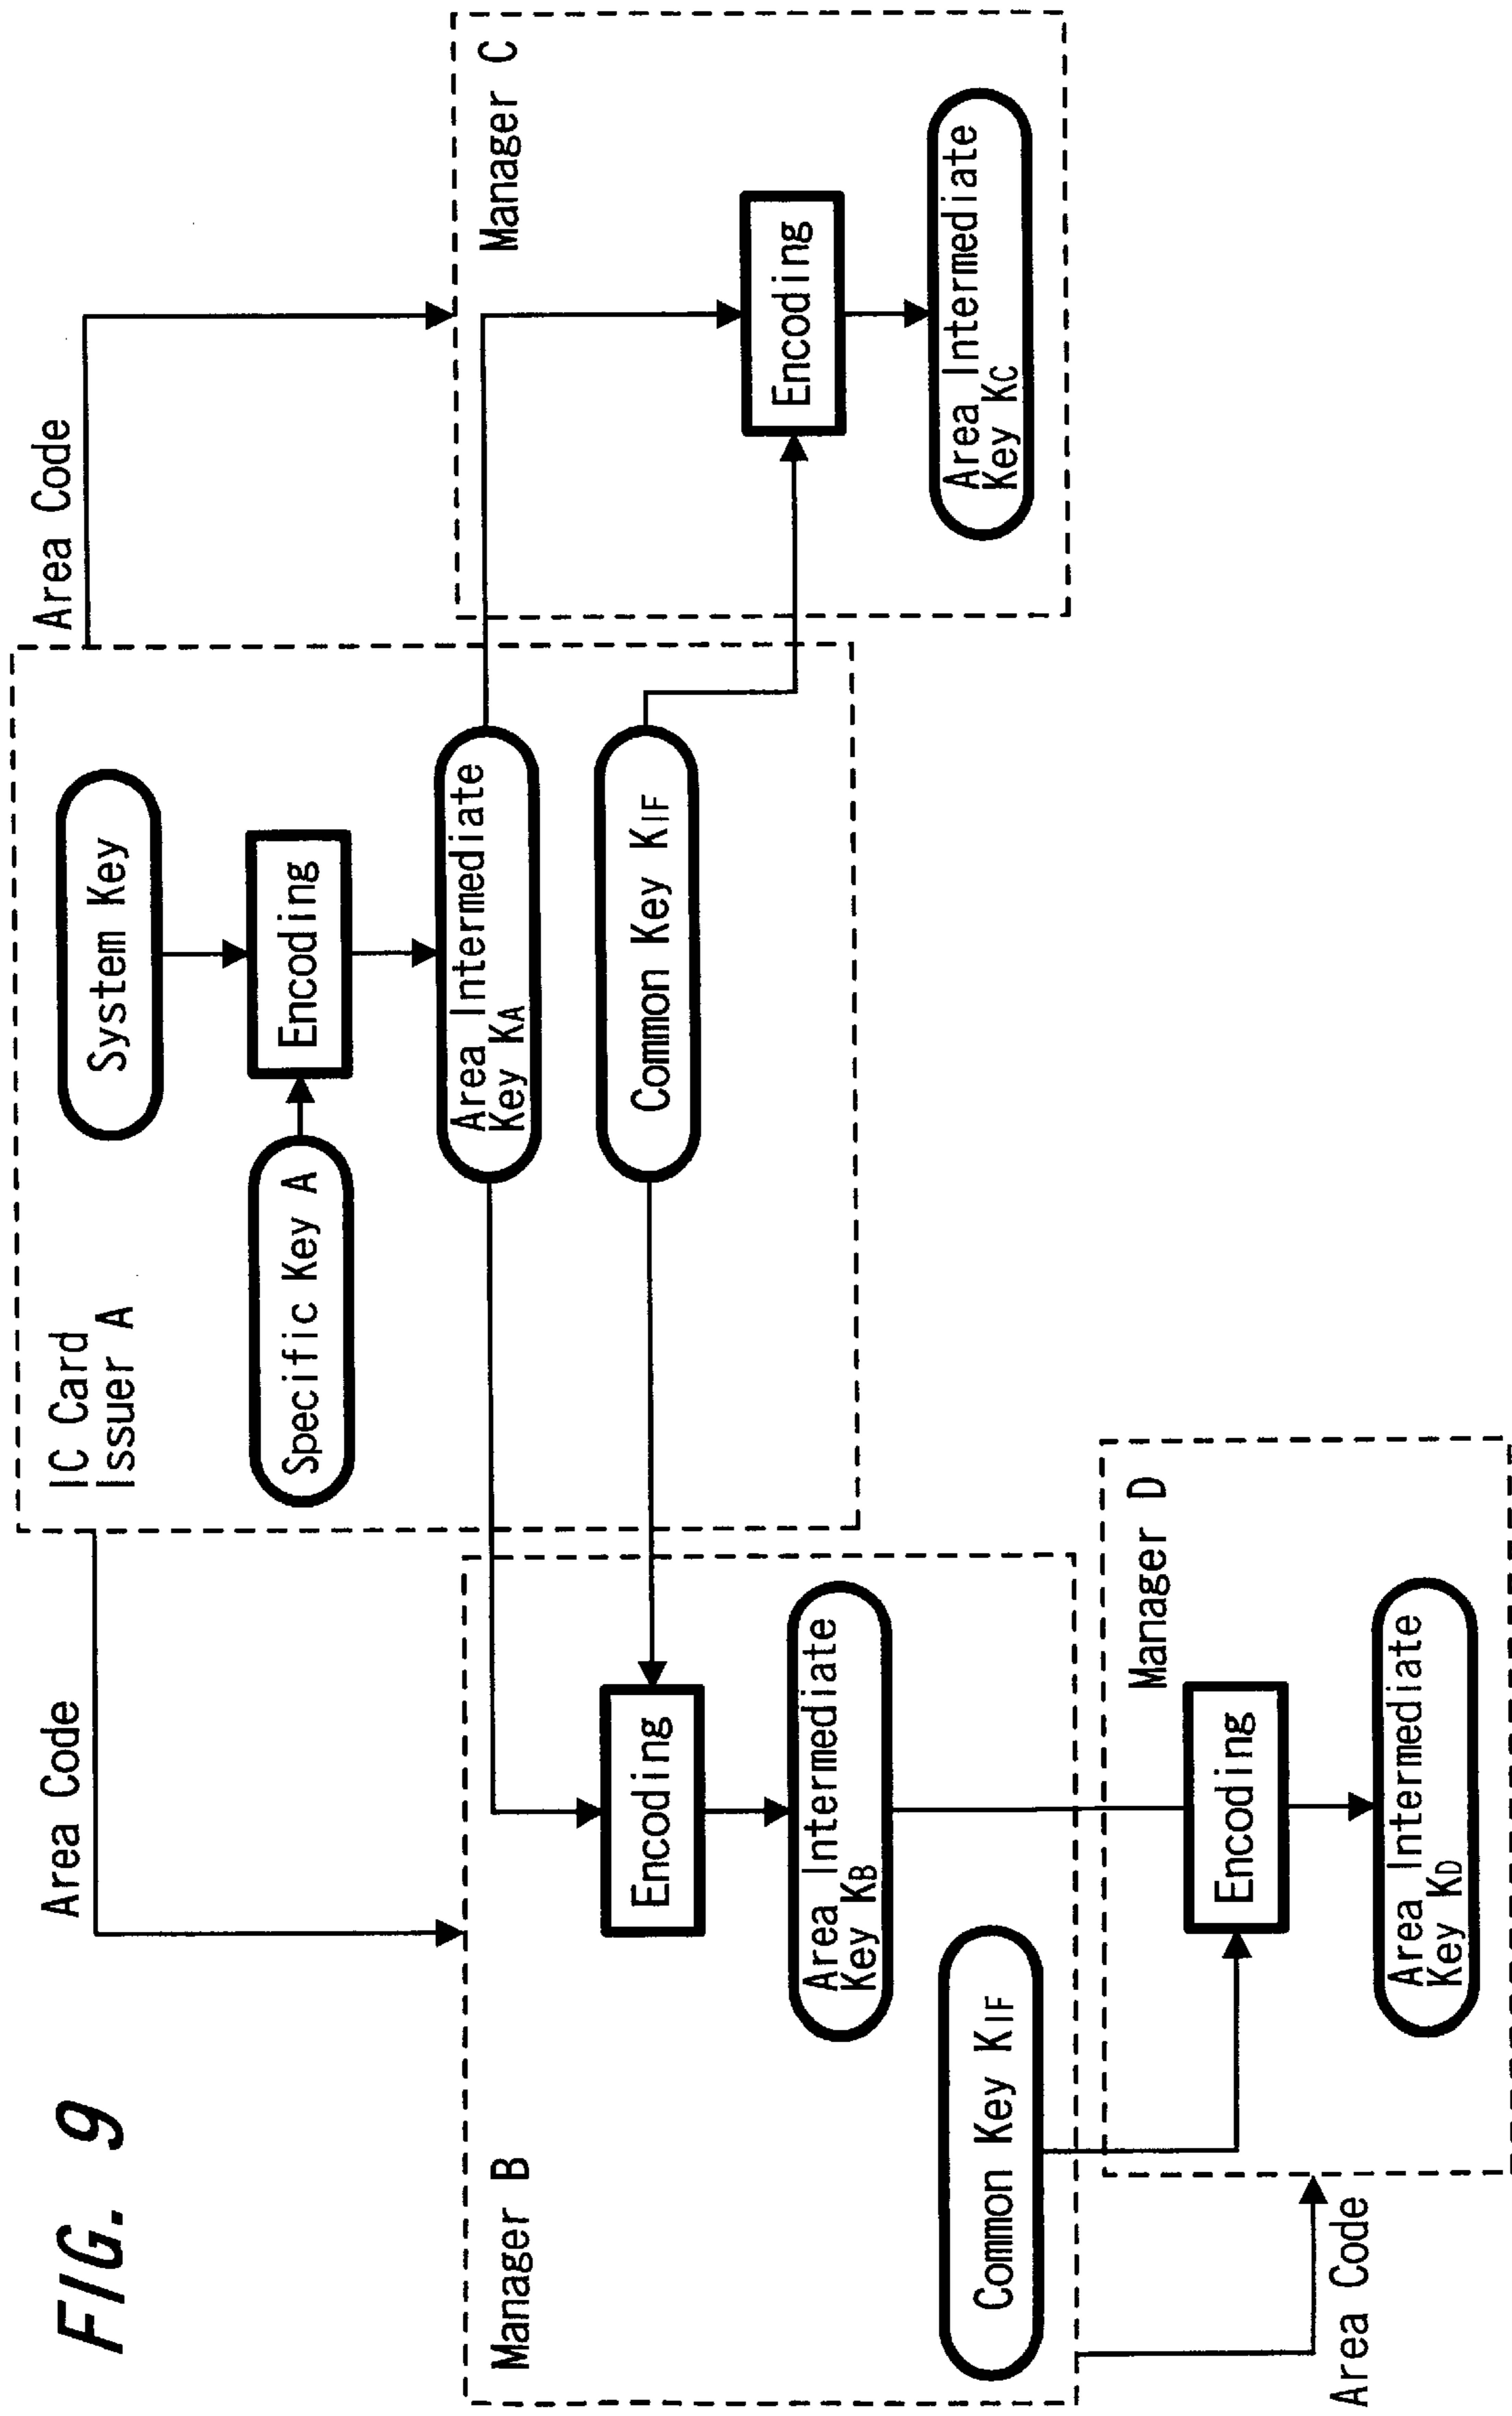 FIG. 9
Area Code
IC Card
Issuer A
System Key
Specific Key A
Encoding
Area Intermediate
Key KA
Common Key KIF
Area Code
Manager C
Encoding
Area Intermediate
Key KC
Manager B
Encoding
Area Intermediate
Key KB
Common Key KIF
Manager D
Encoding
Area Intermediate
Key KD
Area Code